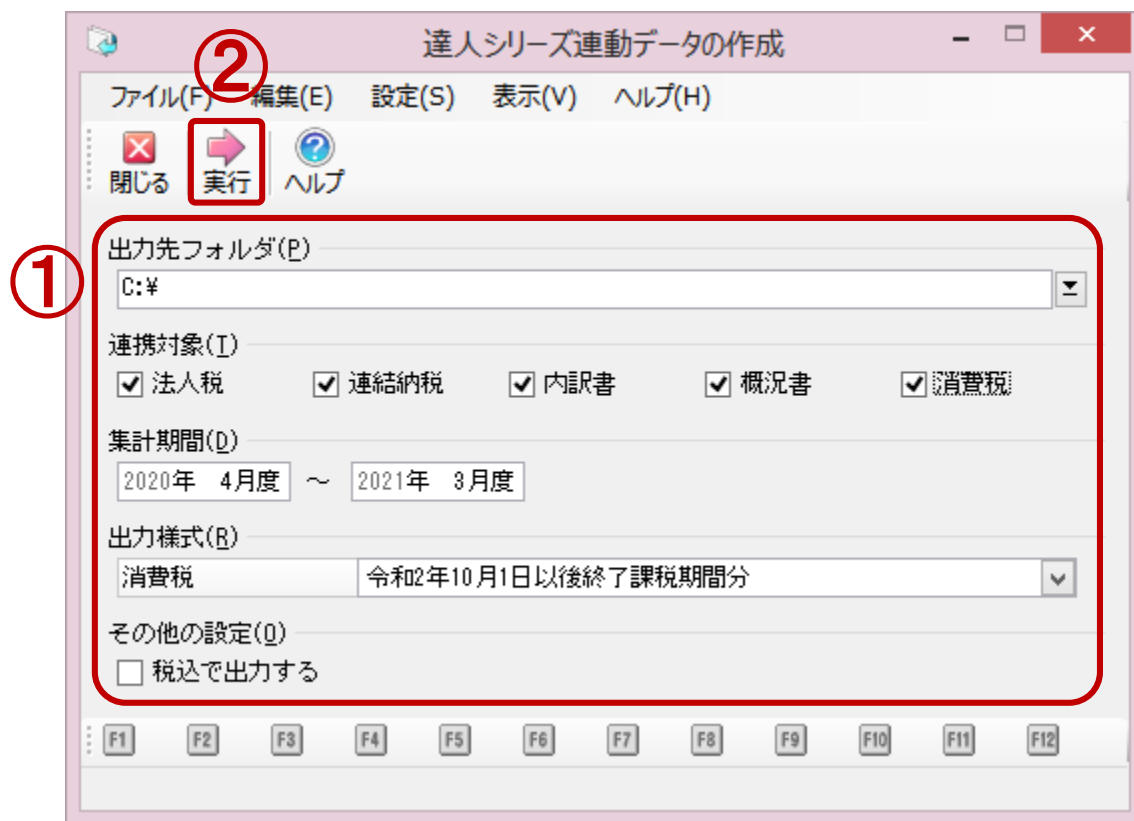 達人シリーズ連動データの作成
②
ファイル(F) 編集(E) 設定(S) 表示(V) ヘルプ(H)
閉じる 実行 ヘルプ
①
出力先フォルダ(P)
C:¥
連携対象(T)
法人税 連結納税 内訳書 概況書 消費税
集計期間(D)
2020年 4月度 ～ 2021年 3月度
出力様式(R)
消費税 令和2年10月1日以後終了課税期間分
その他の設定(O)
税込で出力する
F1 F2 F3 F4 F5 F6 F7 F8 F9 F10 F11 F12